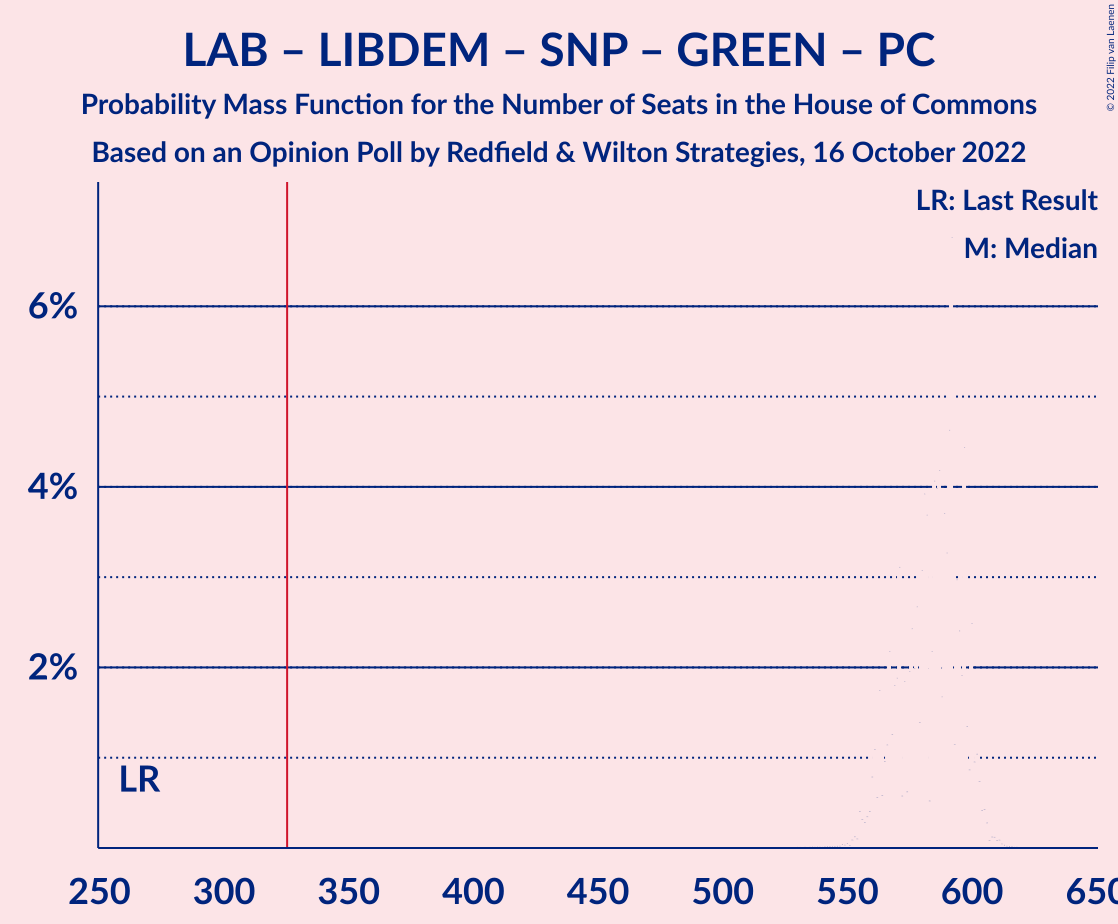 LAB – LIBDEM – SNP – GREEN – PC
Probability Mass Function for the Number of Seats in the House of Commons
Based on an Opinion Poll by Redfield & Wilton Strategies, 16 October 2022
© 2022 Filip van Laenen
LR: Last Result
M: Median
6%
4%
2%
LR
250 300 350 400 450 500 550 600 650